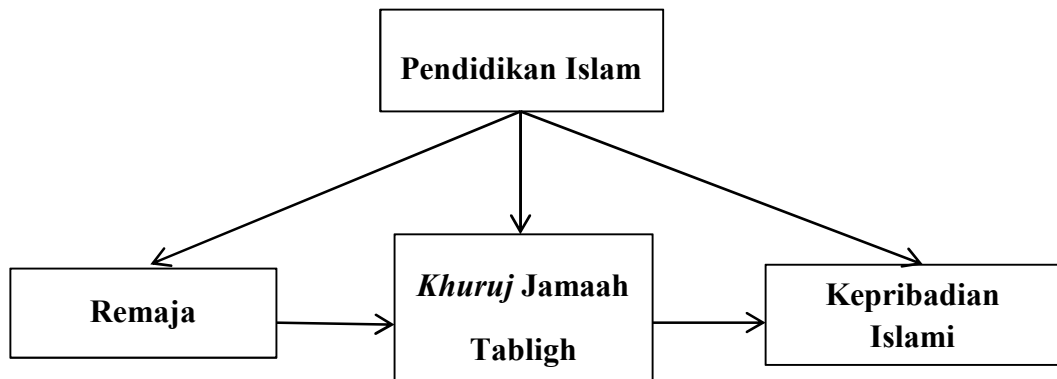 Pendidikan Islam
Remaja
Khuruj Jamaah
Tabligh
Kepribadian
Islami